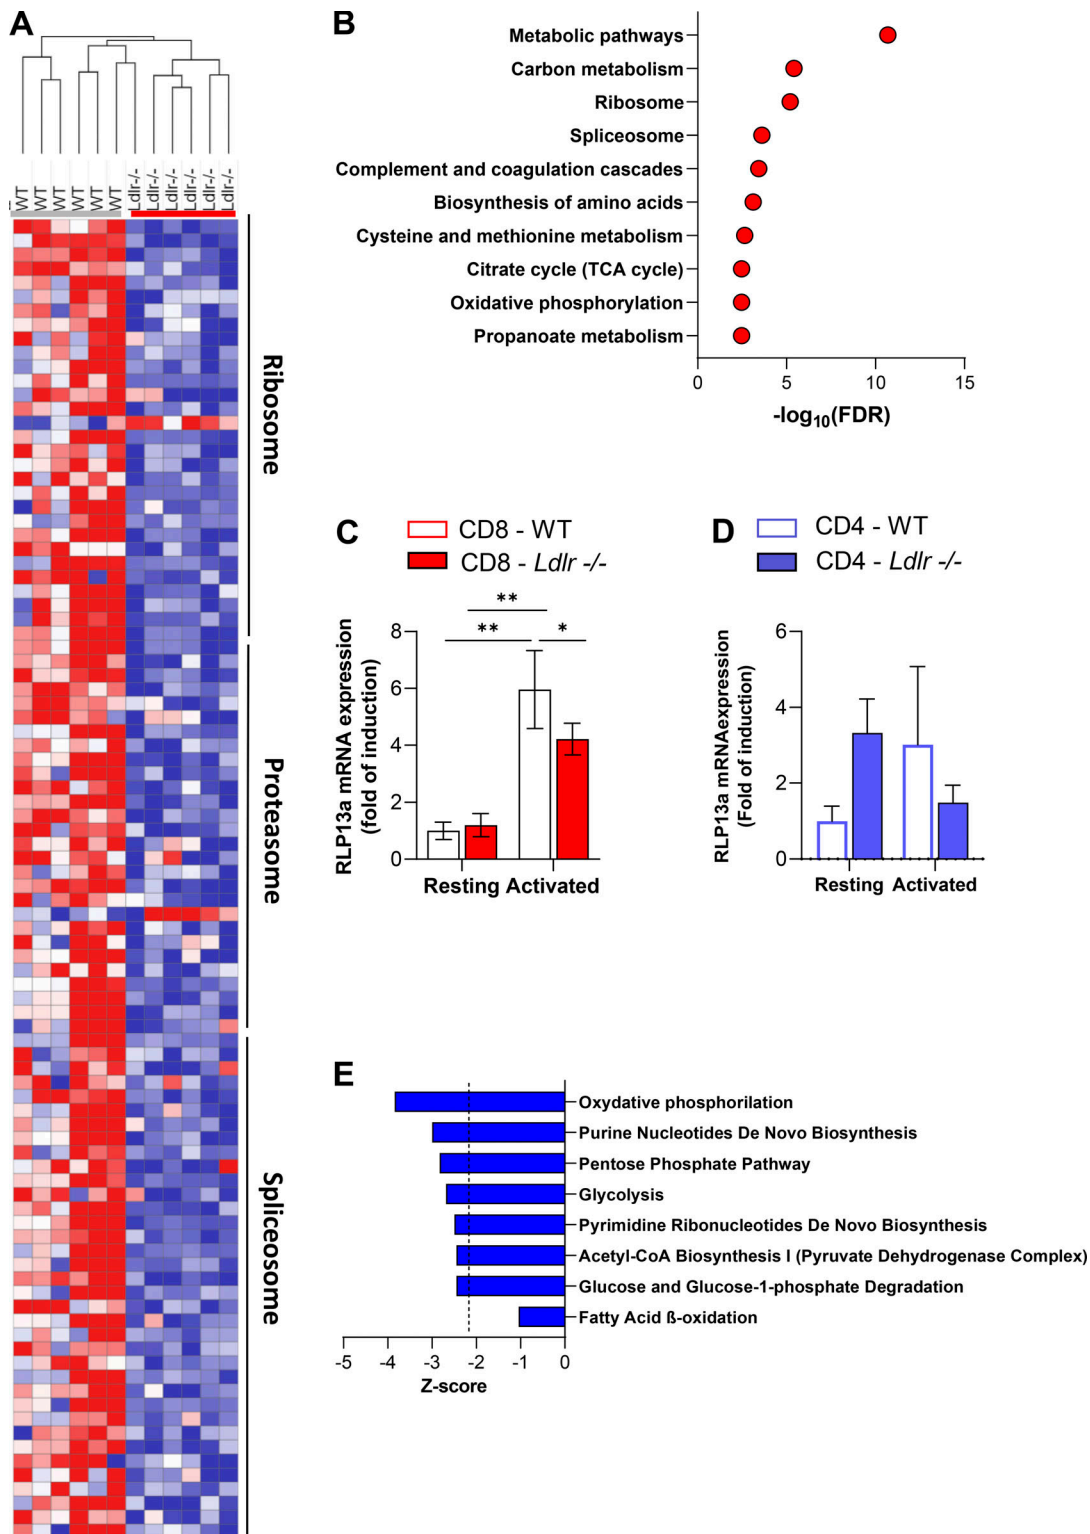 A
WT
WT
WT
WT
WT
WT
Ldlr-/-
Ldlr-/-
Ldlr-/-
Ldlr-/-
Ldlr-/-
Ldlr-/-
Ribosome
Proteasome
Spliceosome
B
Metabolic pathways
Carbon metabolism
Ribosome
Spliceosome
Complement and coagulation cascades
Biosynthesis of amino acids
Cysteine and methionine metabolism
Citrate cycle (TCA cycle)
Oxidative phosphorylation
Propanoate metabolism
0 5 10 15
-log10(FDR)
C
CD8 - WT
CD8 - Ldlr -/-
RLP13a mRNA expression
(fold of induction)
8
6
4
2
0
**
** *
Resting Activated
D
CD4 - WT
CD4 - Ldlr -/-
RLP13a mRNAexpression
(Fold of induction)
6
4
2
0
Resting Activated
E
Oxydative phosphorilation
Purine Nucleotides De Novo Biosynthesis
Pentose Phosphate Pathway
Glycolysis
Pyrimidine Ribonucleotides De Novo Biosynthesis
Acetyl-CoA Biosynthesis I (Pyruvate Dehydrogenase Complex)
Glucose and Glucose-1-phosphate Degradation
Fatty Acid ß-oxidation
-5 -4 -3 -2 -1 0
Z-score